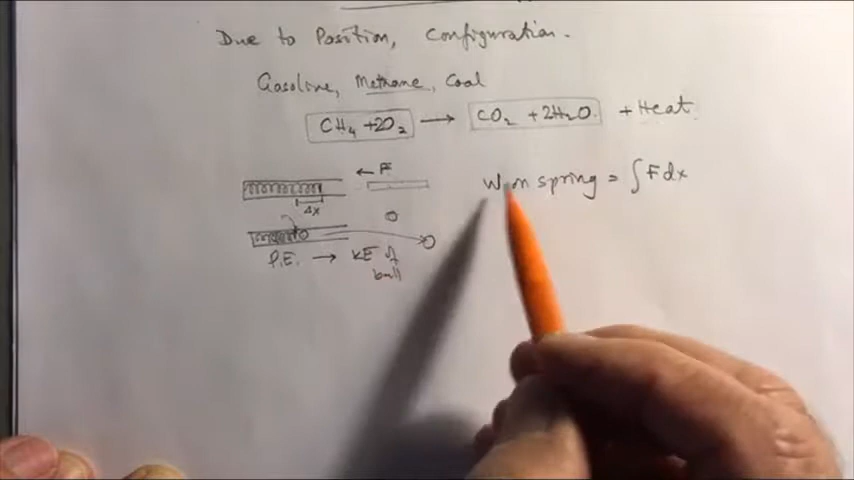 Due to Position, Configuration.
Gasoline, Methane, Coal
CH₄ + 2O₂ → CO₂ + 2H₂O. + Heat.
← F
W on spring = ∫ F dx
Δx
P.E. → KE of
ball